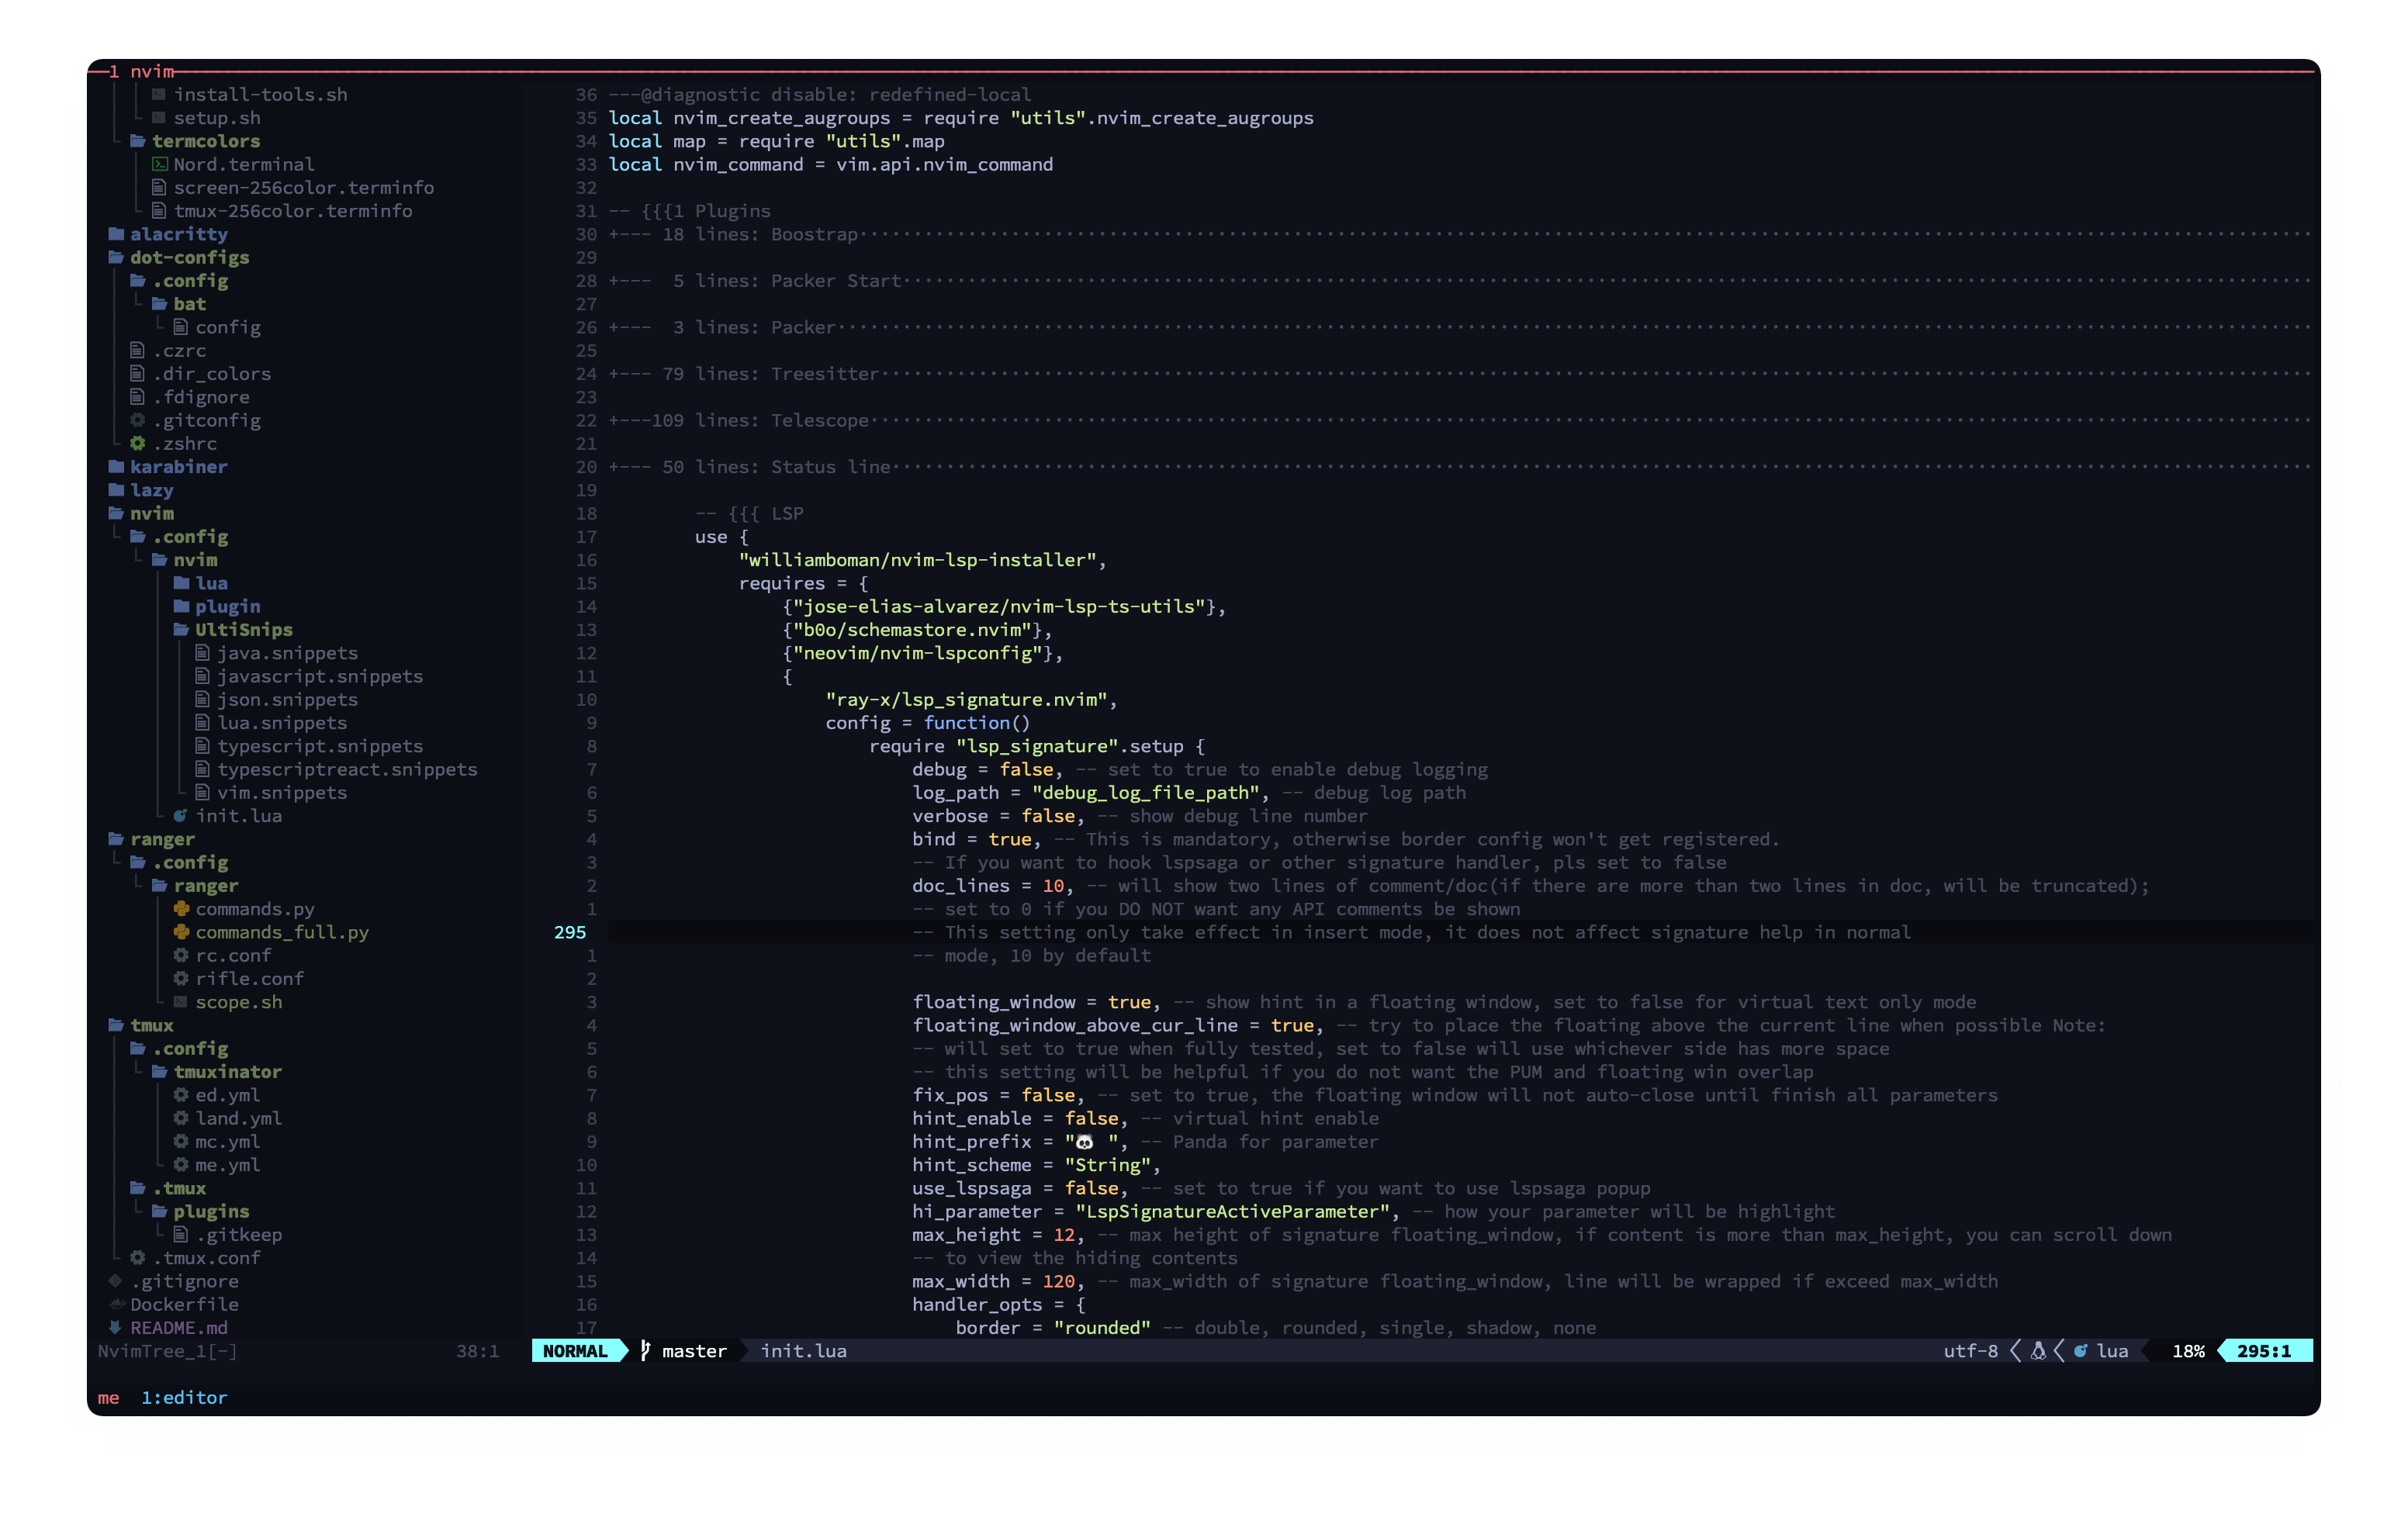 1 nvim
install-tools.sh
setup.sh
termcolors
Nord.terminal
screen-256color.terminfo
tmux-256color.terminfo
alacritty
dot-configs
.config
bat
config
.czrc
.dir_colors
.fdignore
.gitconfig
.zshrc
karabiner
lazy
nvim
.config
nvim
lua
plugin
UltiSnips
java.snippets
javascript.snippets
json.snippets
lua.snippets
typescript.snippets
typescriptreact.snippets
vim.snippets
init.lua
ranger
.config
ranger
commands.py
commands_full.py
rc.conf
rifle.conf
scope.sh
tmux
.config
tmuxinator
ed.yml
land.yml
mc.yml
me.yml
.tmux
plugins
.gitkeep
.tmux.conf
.gitignore
Dockerfile
README.md
NvimTree_1[-] 38:1
36 ---@diagnostic disable: redefined-local
35 local nvim_create_augroups = require "utils".nvim_create_augroups
34 local map = require "utils".map
33 local nvim_command = vim.api.nvim_command
32
31 -- {{{1 Plugins
30 +--- 18 lines: Boostrap
29
28 +---  5 lines: Packer Start
27
26 +---  3 lines: Packer
25
24 +--- 79 lines: Treesitter
23
22 +---109 lines: Telescope
21
20 +--- 50 lines: Status line
19
18 -- {{{ LSP
17 use {
16 "williamboman/nvim-lsp-installer",
15 requires = {
14 {"jose-elias-alvarez/nvim-lsp-ts-utils"},
13 {"b0o/schemastore.nvim"},
12 {"neovim/nvim-lspconfig"},
11 {
10 "ray-x/lsp_signature.nvim",
9 config = function()
8 require "lsp_signature".setup {
7 debug = false, -- set to true to enable debug logging
6 log_path = "debug_log_file_path", -- debug log path
5 verbose = false, -- show debug line number
4 bind = true, -- This is mandatory, otherwise border config won't get registered.
3 -- If you want to hook lspsaga or other signature handler, pls set to false
2 doc_lines = 10, -- will show two lines of comment/doc(if there are more than two lines in doc, will be truncated);
1 -- set to 0 if you DO NOT want any API comments be shown
295 -- This setting only take effect in insert mode, it does not affect signature help in normal
1 -- mode, 10 by default
2
3 floating_window = true, -- show hint in a floating window, set to false for virtual text only mode
4 floating_window_above_cur_line = true, -- try to place the floating above the current line when possible Note:
5 -- will set to true when fully tested, set to false will use whichever side has more space
6 -- this setting will be helpful if you do not want the PUM and floating win overlap
7 fix_pos = false, -- set to true, the floating window will not auto-close until finish all parameters
8 hint_enable = false, -- virtual hint enable
9 hint_prefix = "🐼 ", -- Panda for parameter
10 hint_scheme = "String",
11 use_lspsaga = false, -- set to true if you want to use lspsaga popup
12 hi_parameter = "LspSignatureActiveParameter", -- how your parameter will be highlight
13 max_height = 12, -- max height of signature floating_window, if content is more than max_height, you can scroll down
14 -- to view the hiding contents
15 max_width = 120, -- max_width of signature floating_window, line will be wrapped if exceed max_width
16 handler_opts = {
17 border = "rounded" -- double, rounded, single, shadow, none
NORMAL master init.lua utf-8 lua 18% 295:1
me 1:editor